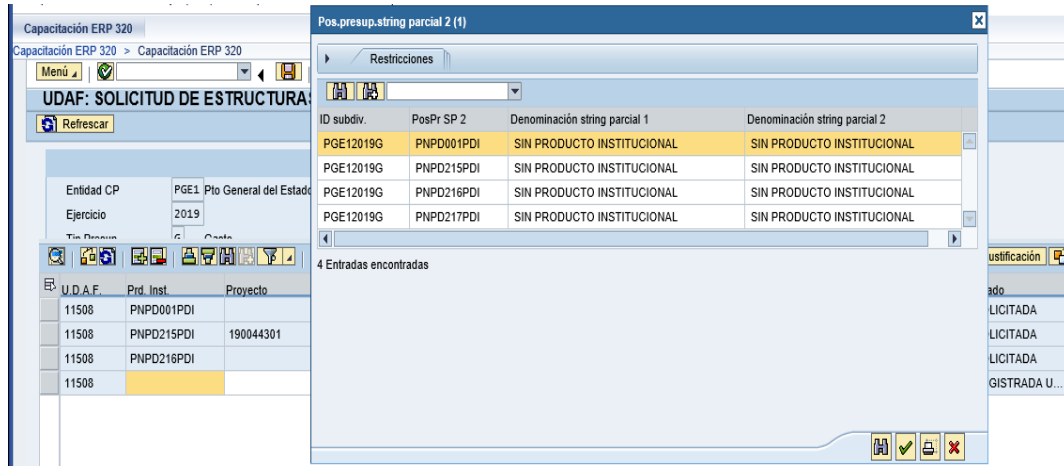 Capacitación ERP 320
Capacitación ERP 320 > Capacitación ERP 320
Menú
UDAF: SOLICITUD DE ESTRUCTURAS
Refrescar
Entidad CP PGE1 Pto General del Estado
Ejercicio 2019
Tip Presup G Gasto
U.D.A.F. Prd. Inst. Proyecto
11508 PNPD001PDI
11508 PNPD215PDI 190044301
11508 PNPD216PDI
11508
Pos.presup.string parcial 2 (1)
Restricciones
ID subdiv. PosPr SP 2 Denominación string parcial 1 Denominación string parcial 2
PGE12019G PNPD001PDI SIN PRODUCTO INSTITUCIONAL SIN PRODUCTO INSTITUCIONAL
PGE12019G PNPD215PDI SIN PRODUCTO INSTITUCIONAL SIN PRODUCTO INSTITUCIONAL
PGE12019G PNPD216PDI SIN PRODUCTO INSTITUCIONAL SIN PRODUCTO INSTITUCIONAL
PGE12019G PNPD217PDI SIN PRODUCTO INSTITUCIONAL SIN PRODUCTO INSTITUCIONAL
4 Entradas encontradas
ustificación
ado
LICITADA
LICITADA
LICITADA
GISTRADA U...